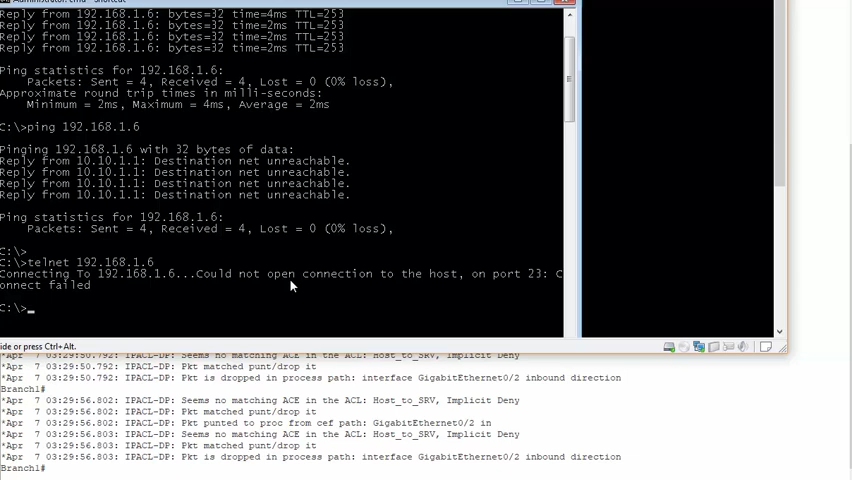 Administrator: cmd - Shortcut
Reply from 192.168.1.6: bytes=32 time=4ms TTL=253
Reply from 192.168.1.6: bytes=32 time=2ms TTL=253
Reply from 192.168.1.6: bytes=32 time=2ms TTL=253
Reply from 192.168.1.6: bytes=32 time=2ms TTL=253
Ping statistics for 192.168.1.6:
Packets: Sent = 4, Received = 4, Lost = 0 (0% loss),
Approximate round trip times in milli-seconds:
Minimum = 2ms, Maximum = 4ms, Average = 2ms
C:\>ping 192.168.1.6
Pinging 192.168.1.6 with 32 bytes of data:
Reply from 10.10.1.1: Destination net unreachable.
Reply from 10.10.1.1: Destination net unreachable.
Reply from 10.10.1.1: Destination net unreachable.
Reply from 10.10.1.1: Destination net unreachable.
Ping statistics for 192.168.1.6:
Packets: Sent = 4, Received = 4, Lost = 0 (0% loss),
C:\>
C:\>telnet 192.168.1.6
Connecting To 192.168.1.6...Could not open connection to the host, on port 23: C
onnect failed
C:\>_
ide or press Ctrl+Alt.
*Apr  7 03:29:50.792: IPACL-DP: Seems no matching ACE in the ACL: Host_to_SRV, Implicit Deny
*Apr  7 03:29:50.792: IPACL-DP: Pkt matched punt/drop it
*Apr  7 03:29:50.792: IPACL-DP: Pkt is dropped in process path: interface GigabitEthernet0/2 inbound direction
Branch1#
*Apr  7 03:29:56.802: IPACL-DP: Seems no matching ACE in the ACL: Host_to_SRV, Implicit Deny
*Apr  7 03:29:56.802: IPACL-DP: Pkt matched punt/drop it
*Apr  7 03:29:56.802: IPACL-DP: Pkt punted to proc from cef path: GigabitEthernet0/2 in
*Apr  7 03:29:56.803: IPACL-DP: Seems no matching ACE in the ACL: Host_to_SRV, Implicit Deny
*Apr  7 03:29:56.803: IPACL-DP: Pkt matched punt/drop it
*Apr  7 03:29:56.803: IPACL-DP: Pkt is dropped in process path: interface GigabitEthernet0/2 inbound direction
Branch1#